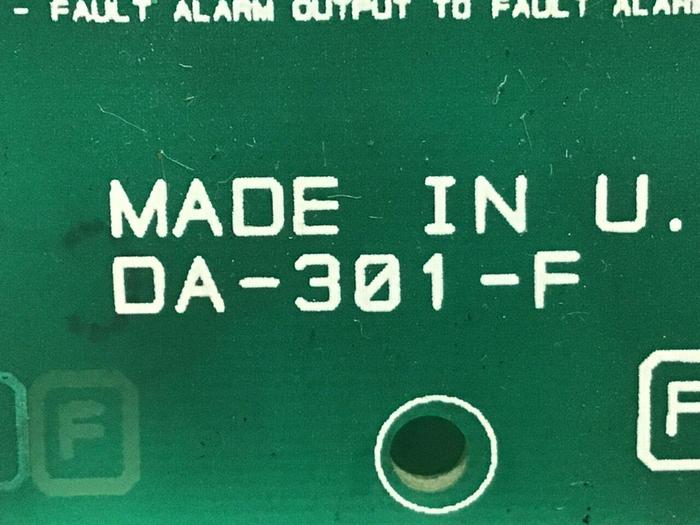 - FAULT ALARM OUTPUT TO FAULT
MADE IN U.
DA-301-F
F
F